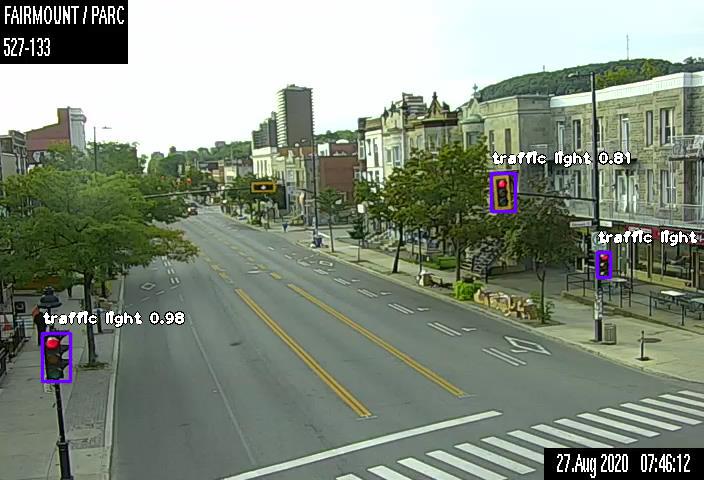 FAIRMOUNT / PARC
527-133
traffic light 0.81
traffic light
traffic light 0.98
27.Aug 2020 07:46:12